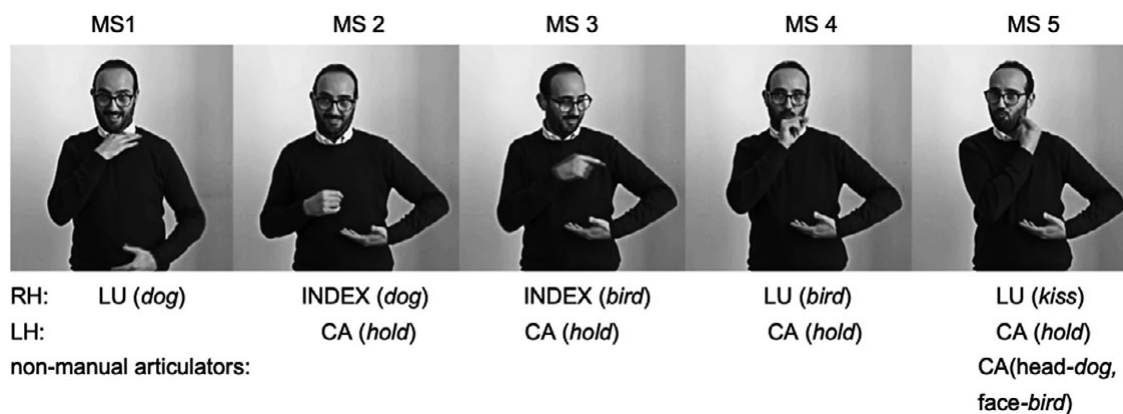 MS1 MS 2 MS 3 MS 4 MS 5
RH: LU (dog) INDEX (dog) INDEX (bird) LU (bird) LU (kiss)
LH: CA (hold) CA (hold) CA (hold) CA (hold)
non-manual articulators: CA(head-dog,
face-bird)